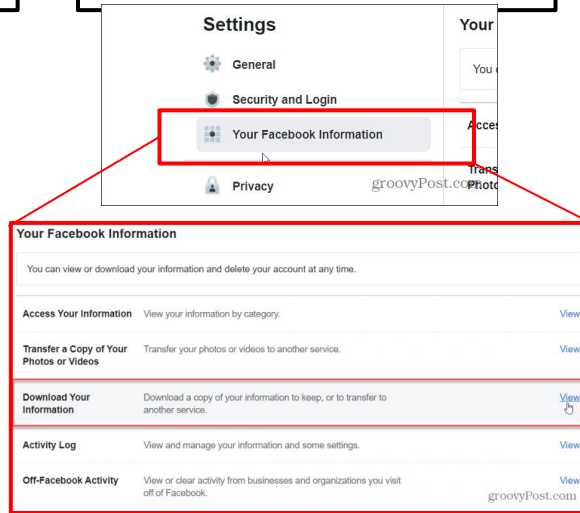 Settings
Your
General
You
Security and Login
Your Facebook Information
Privacy
groovyPost.com
Your Facebook Information
You can view or download your information and delete your account at any time.
Access Your Information View your information by category. View
Transfer a Copy of Your Transfer your photos or videos to another service. View
Photos or Videos
Download Your Download a copy of your information to keep, or to transfer to View
Information another service.
Activity Log View and manage your information and some settings. View
Off-Facebook Activity View or clear activity from businesses and organizations you visit View
off of Facebook.
groovyPost.com